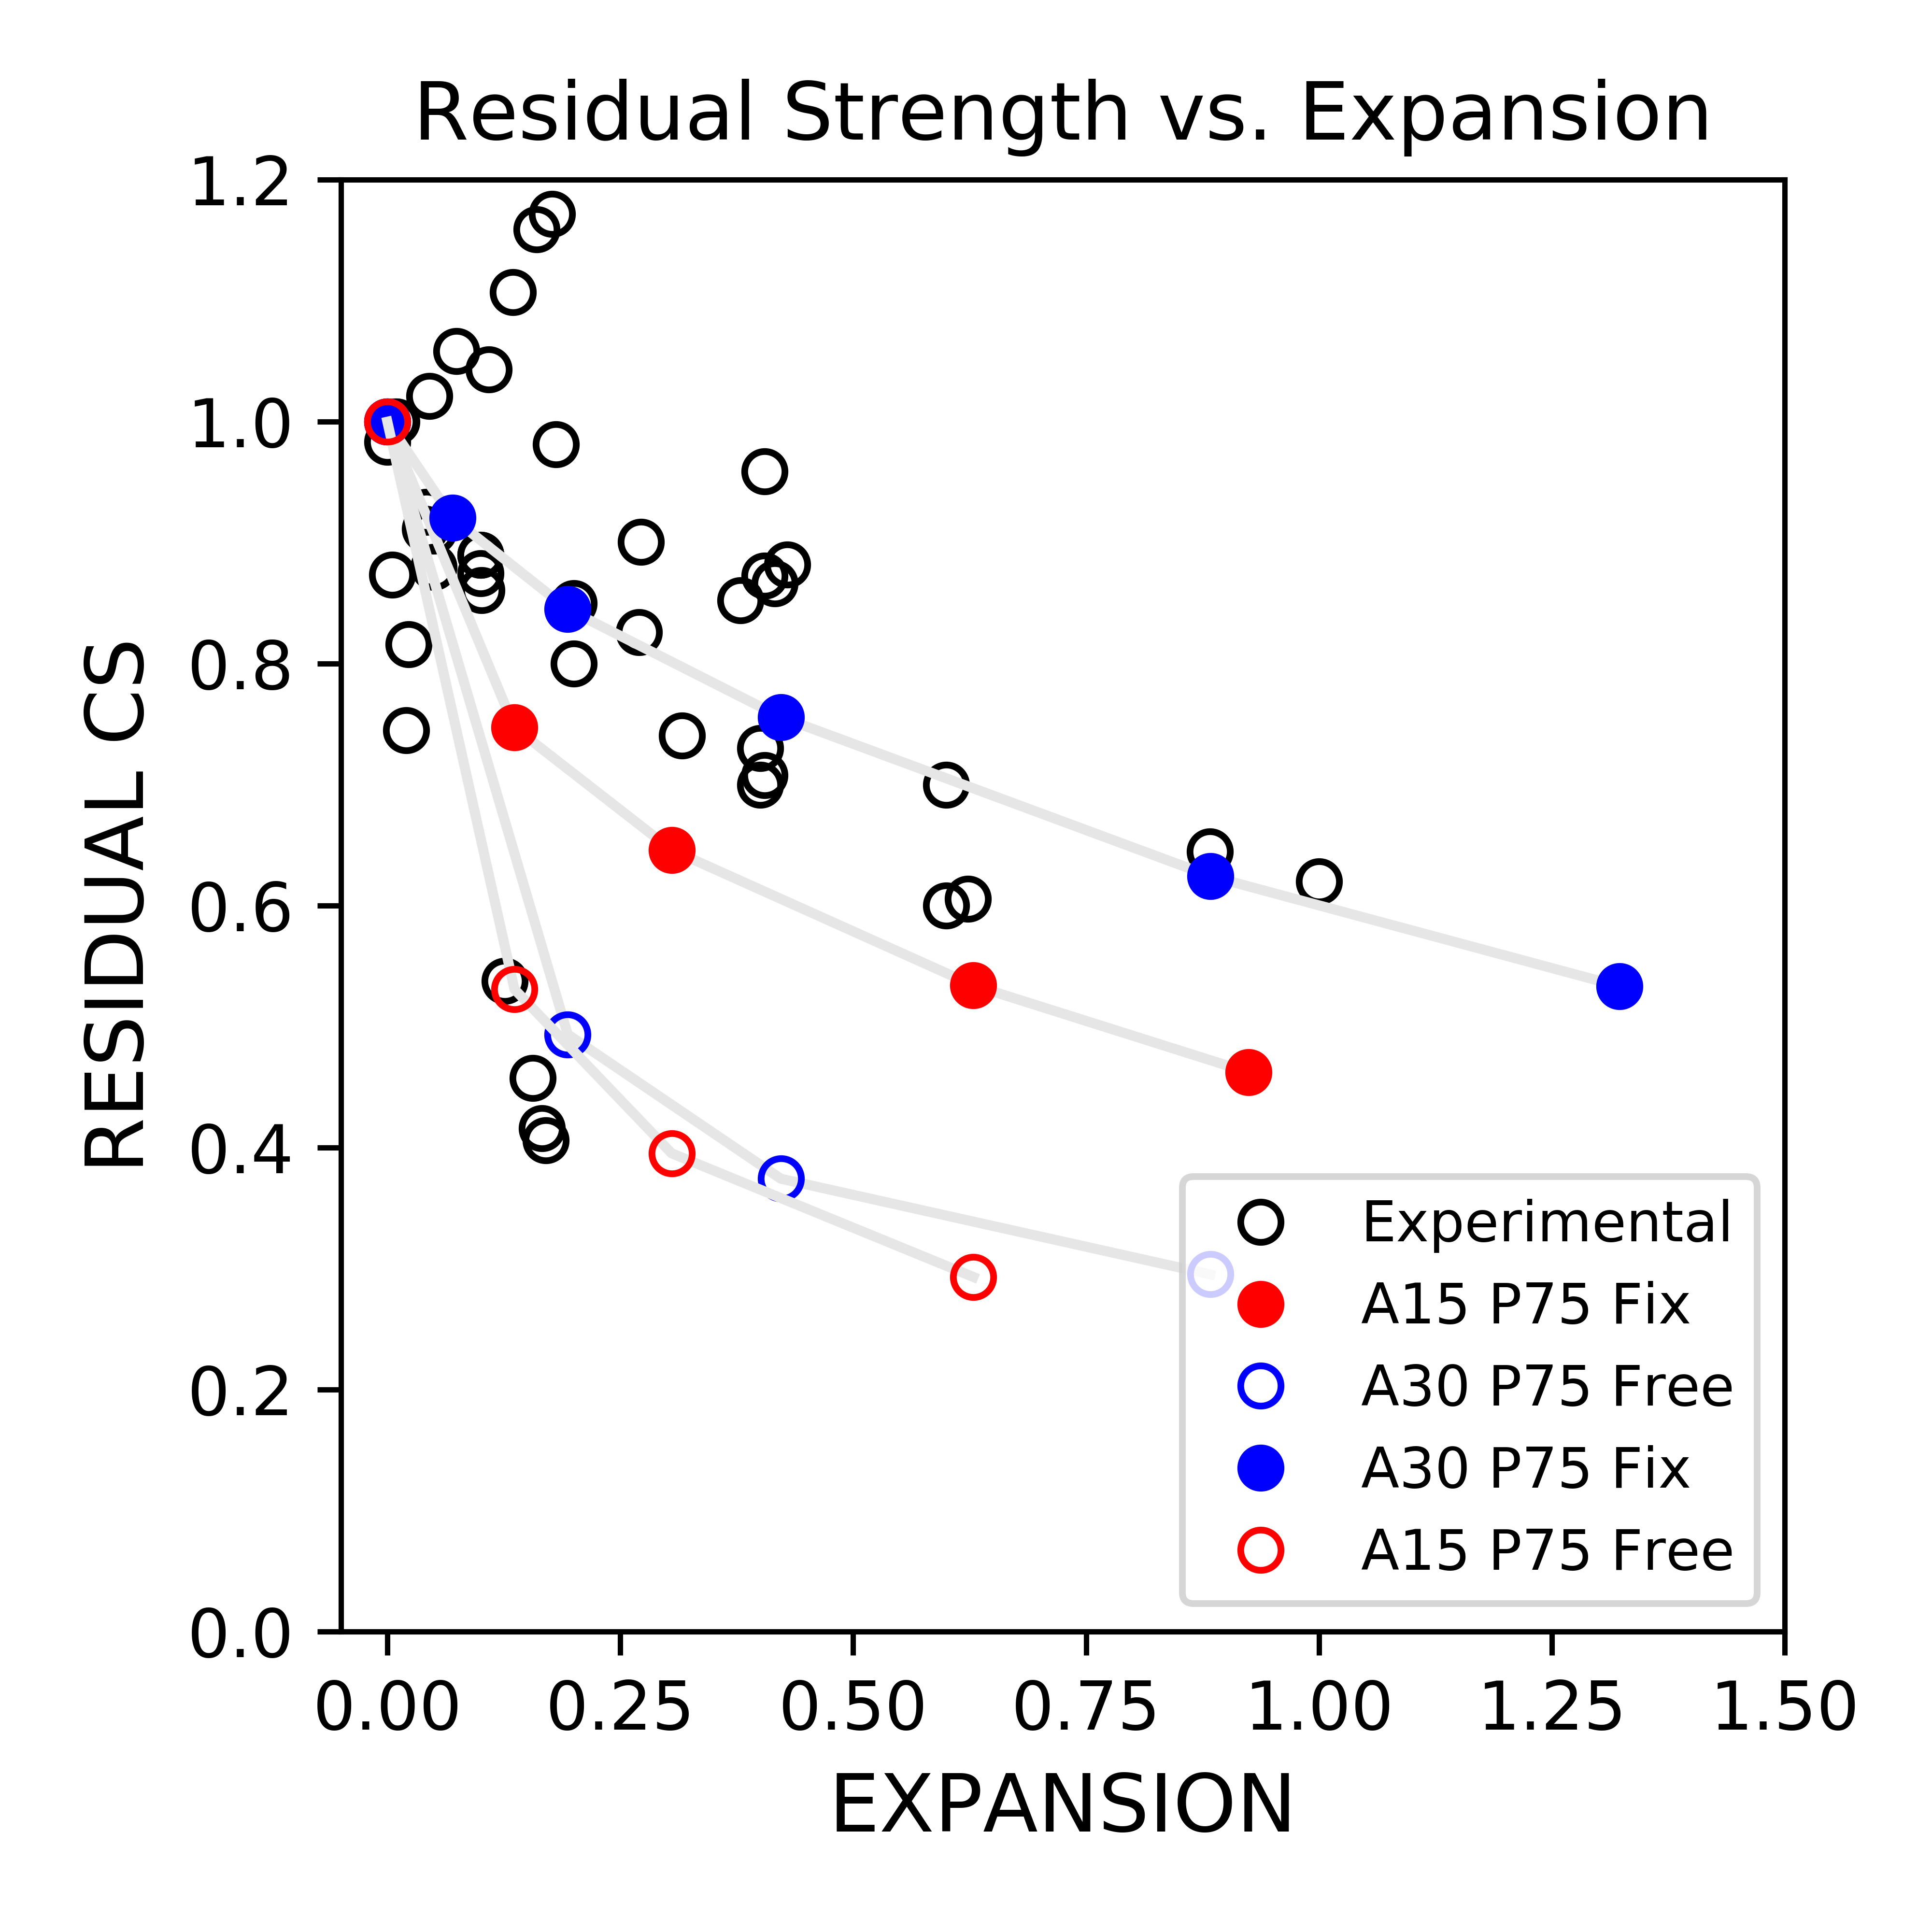 Residual Strength vs. Expansion
1.2
1.0
0.8
0.6
0.4
0.2
0.0
RESIDUAL CS
Experimental
A15 P75 Fix
A30 P75 Free
A30 P75 Fix
A15 P75 Free
0.00 0.25 0.50 0.75 1.00 1.25 1.50
EXPANSION